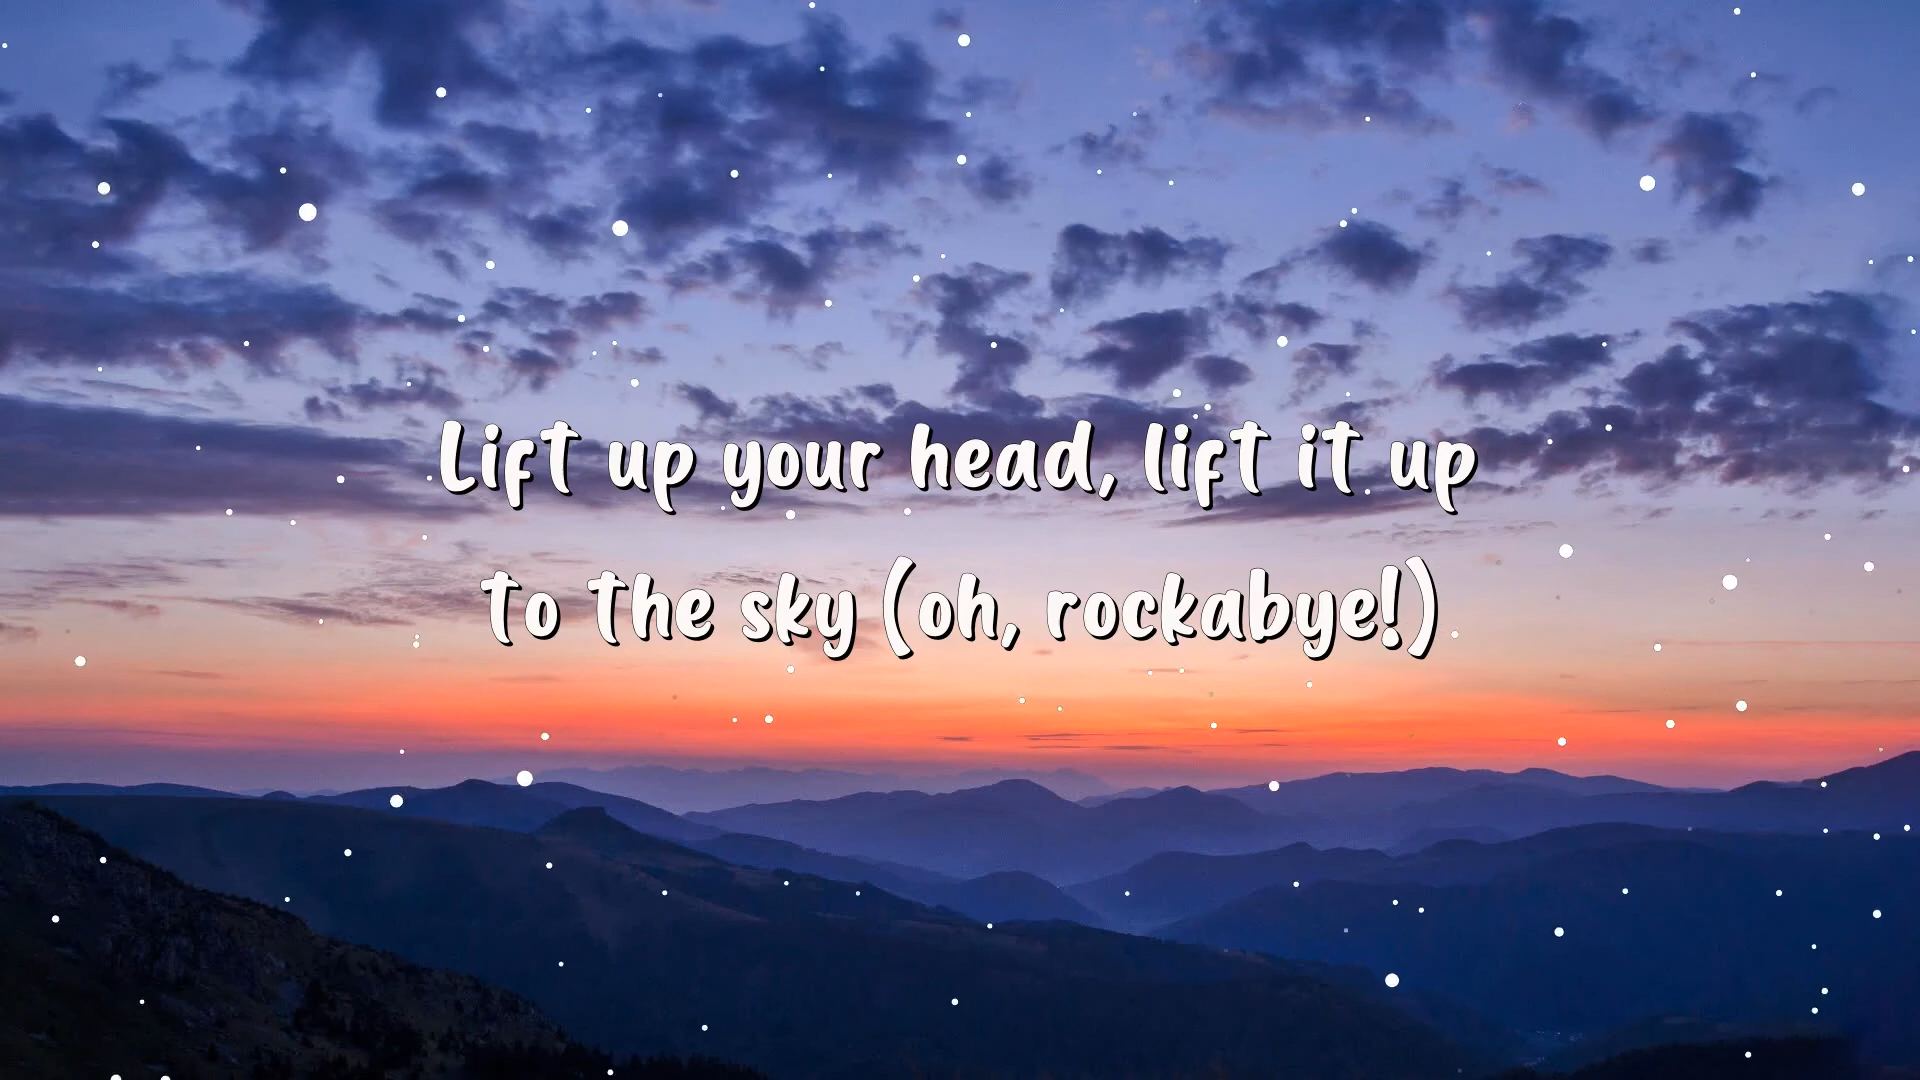 Lift up your head, lift it up
to the sky (oh, rockabye!)